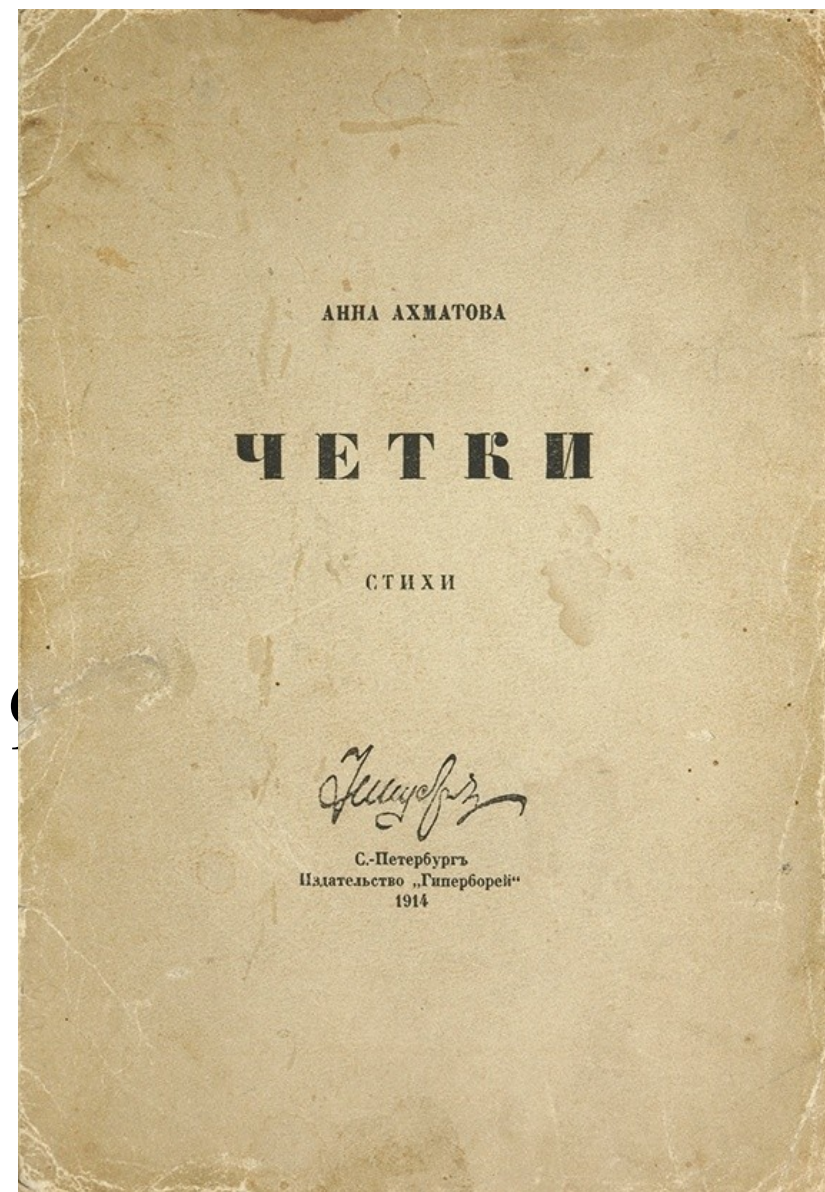 АННА АХМАТОВА
ЧЕТКИ
СТИХИ
С.-Петербургъ
Издательство „Гиперборей“
1914